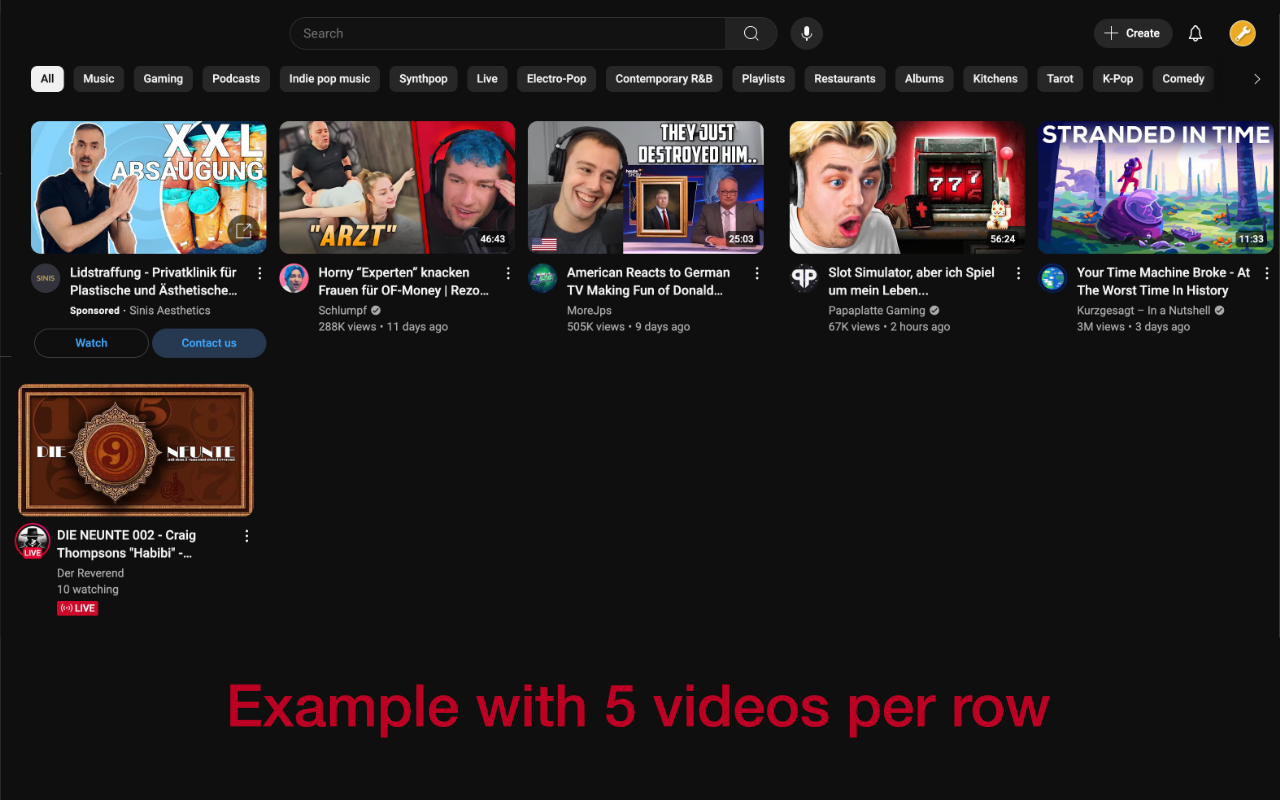 Search
Create
All
Music
Gaming
Podcasts
Indie pop music
Synthpop
Live
Electro-Pop
Contemporary R&B
Playlists
Restaurants
Albums
Kitchens
Tarot
K-Pop
Comedy
XXL
ABSAUGUNG
"ARZT"
46:43
THEY JUST
DESTROYED HIM..
25:03
777
56:24
STRANDED IN TIME
11:33
SINIS
Lidstraffung - Privatklinik für
Plastische und Ästhetische…
Sponsored · Sinis Aesthetics
Watch
Contact us
Horny “Experten” knacken
Frauen für OF-Money | Rezo…
Schlumpf
288K views • 11 days ago
American Reacts to German
TV Making Fun of Donald…
MoreJps
505K views • 9 days ago
Slot Simulator, aber ich Spiel
um mein Leben...
Papaplatte Gaming
67K views • 2 hours ago
Your Time Machine Broke - At
The Worst Time In History
Kurzgesagt – In a Nutshell
3M views • 3 days ago
DIE 9 NEUNTE
LIVE
DIE NEUNTE 002 - Craig
Thompsons "Habibi" -…
Der Reverend
10 watching
LIVE
Example with 5 videos per row